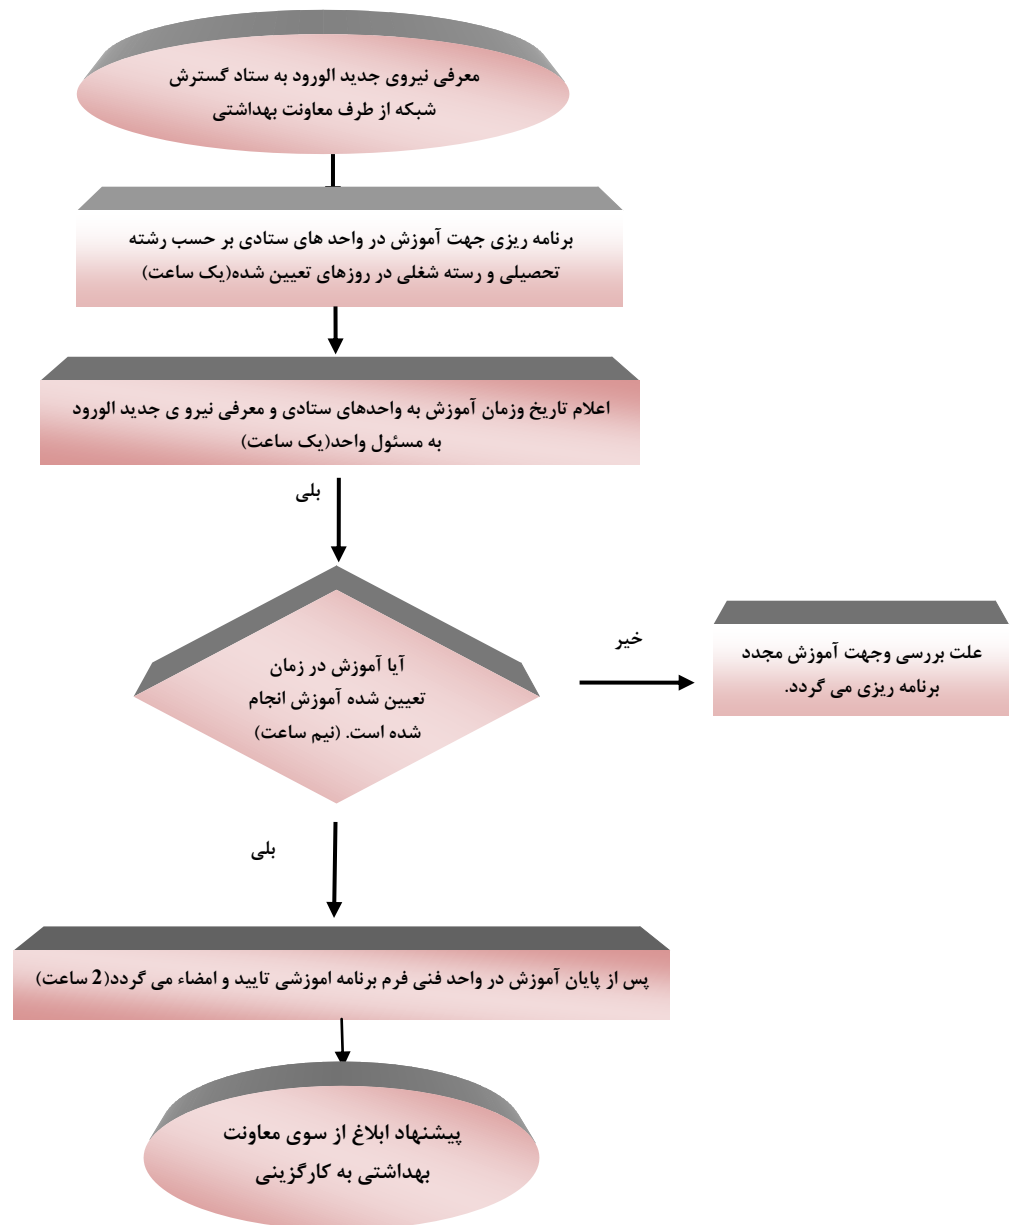 معرفی نیروی جدید الورود به ستاد گسترش
شبکه از طرف معاونت بهداشتی
برنامه ریزی جهت آموزش در واحد های ستادی بر حسب رشته
تحصیلی و رسته شغلی در روزهای تعیین شده(یک ساعت)
اعلام تاریخ وزمان آموزش به واحدهای ستادی و معرفی نیرو ی جدید الورود
به مسئول واحد(یک ساعت)
بلی
آیا آموزش در زمان
تعیین شده آموزش انجام
شده است. (نیم ساعت)
خیر
علت بررسی وجهت آموزش مجدد
برنامه ریزی می گردد.
بلی
پس از پایان آموزش در واحد فنی فرم برنامه اموزشی تایید و امضاء می گردد(2 ساعت)
پیشنهاد ابلاغ از سوی معاونت
بهداشتی به کارگزینی